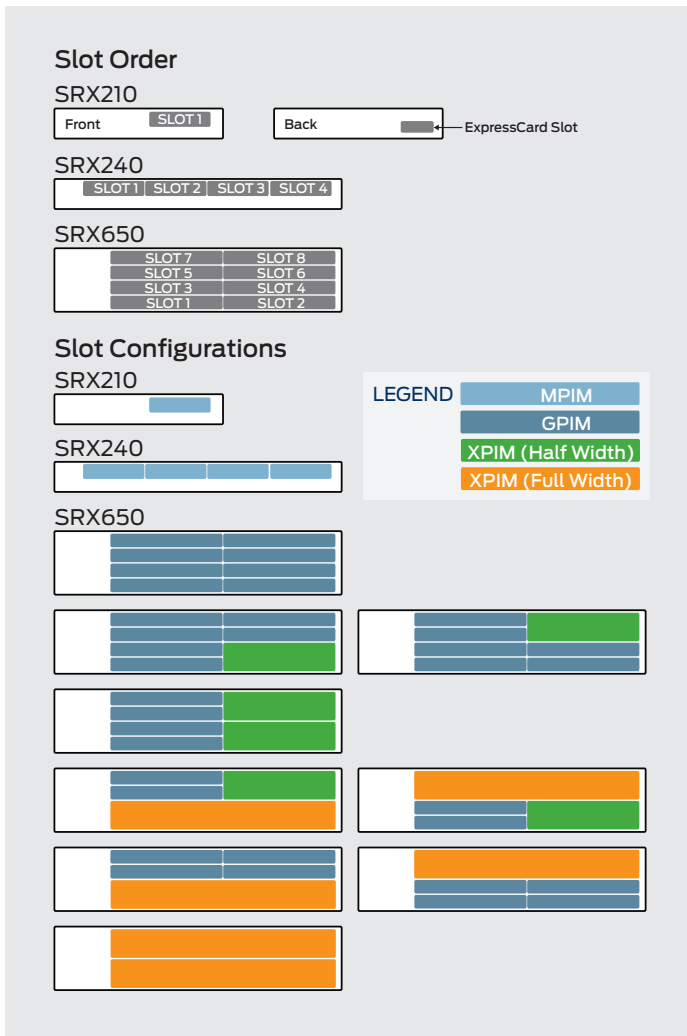 Slot Order
SRX210
Front SLOT 1 Back ExpressCard Slot
SRX240
SLOT 1 SLOT 2 SLOT 3 SLOT 4
SRX650
SLOT 7 SLOT 8
SLOT 5 SLOT 6
SLOT 3 SLOT 4
SLOT 1 SLOT 2
Slot Configurations
SRX210
LEGEND MPIM
GPIM
XPIM (Half Width)
XPIM (Full Width)
SRX240
SRX650